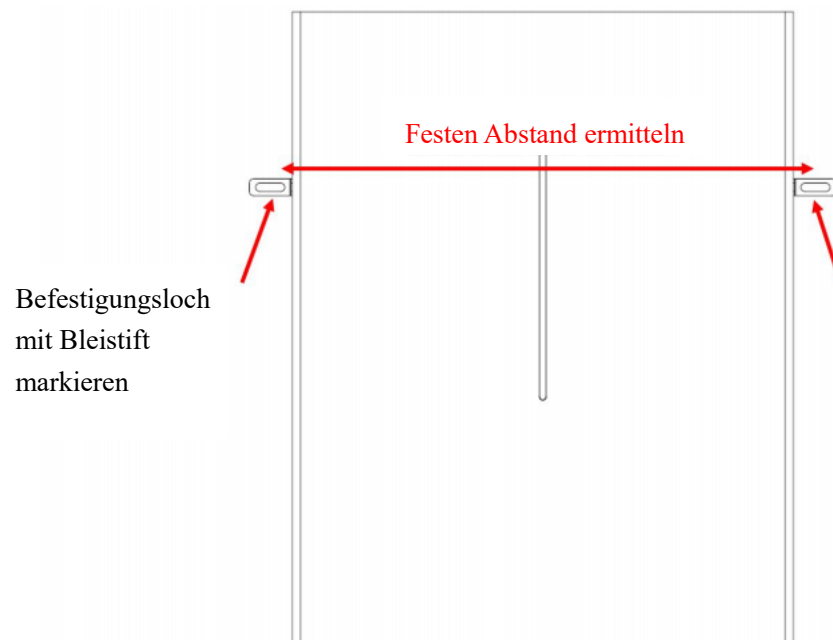 Festen Abstand ermitteln
Befestigungsloch
mit Bleistift
markieren